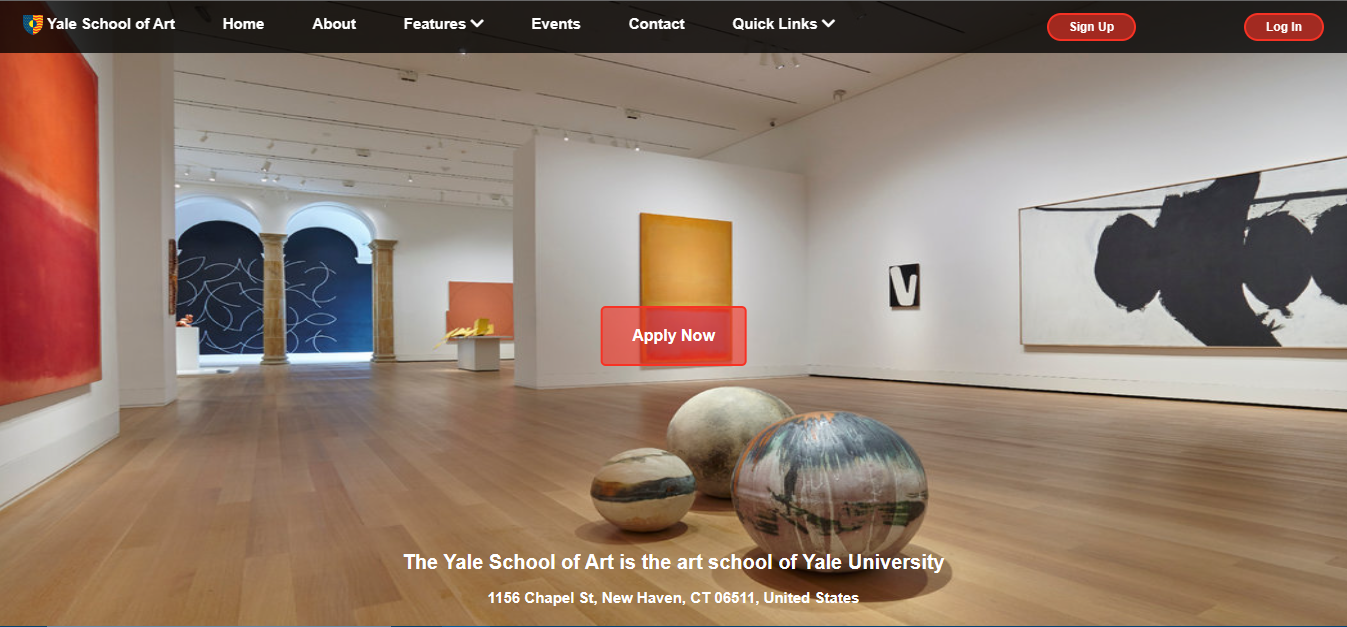 Yale School of Art Home About Features Events Contact Quick Links Sign Up Log In
V
Apply Now
The Yale School of Art is the art school of Yale University
1156 Chapel St, New Haven, CT 06511, United States